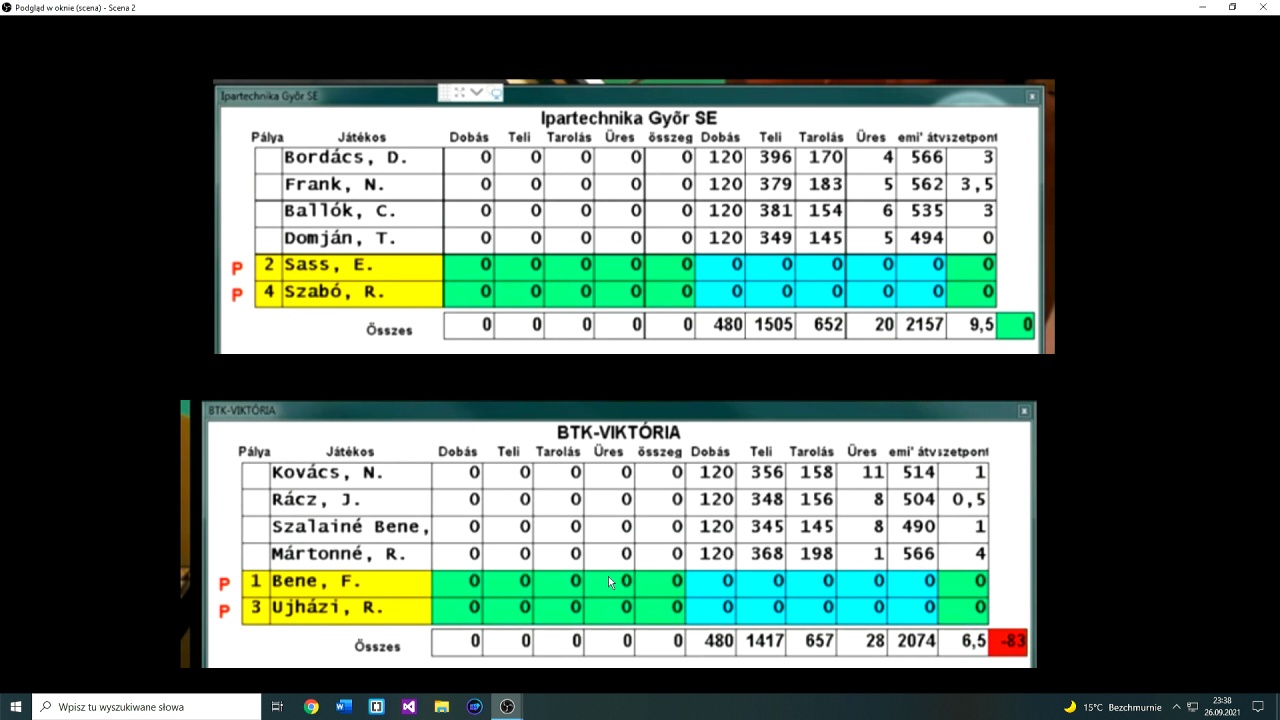 Podgląd w oknie (scena) - Scena 2
Ipartechnika Győr SE
Ipartechnika Győr SE
Pálya Játékos Dobás Teli Tarolás Üres összeg Dobás Teli Tarolás Üres emi' átv szetpont
Bordács, D. 0 0 0 0 0 120 396 170 4 566 3
Frank, N. 0 0 0 0 0 120 379 183 5 562 3,5
Ballók, C. 0 0 0 0 0 120 381 154 6 535 3
Domján, T. 0 0 0 0 0 120 349 145 5 494 0
P 2 Sass, E. 0 0 0 0 0 0 0 0 0 0 0
P 4 Szabó, R. 0 0 0 0 0 0 0 0 0 0 0
Összes 0 0 0 0 0 480 1505 652 20 2157 9,5 0
BTK-VIKTÓRIA
BTK-VIKTÓRIA
Pálya Játékos Dobás Teli Tarolás Üres összeg Dobás Teli Tarolás Üres emi' átv szetpont
Kovács, N. 0 0 0 0 0 120 356 158 11 514 1
Rácz, J. 0 0 0 0 0 120 348 156 8 504 0,5
Szalainé Bene, 0 0 0 0 0 120 345 145 8 490 1
Mártonné, R. 0 0 0 0 0 120 368 198 1 566 4
P 1 Bene, F. 0 0 0 0 0 0 0 0 0 0 0
P 3 Ujházi, R. 0 0 0 0 0 0 0 0 0 0 0
Összes 0 0 0 0 0 480 1417 657 28 2074 6,5 -83
Wpisz tu wyszukiwane słowa
15°C Bezchmurnie
23:38
26.09.2021